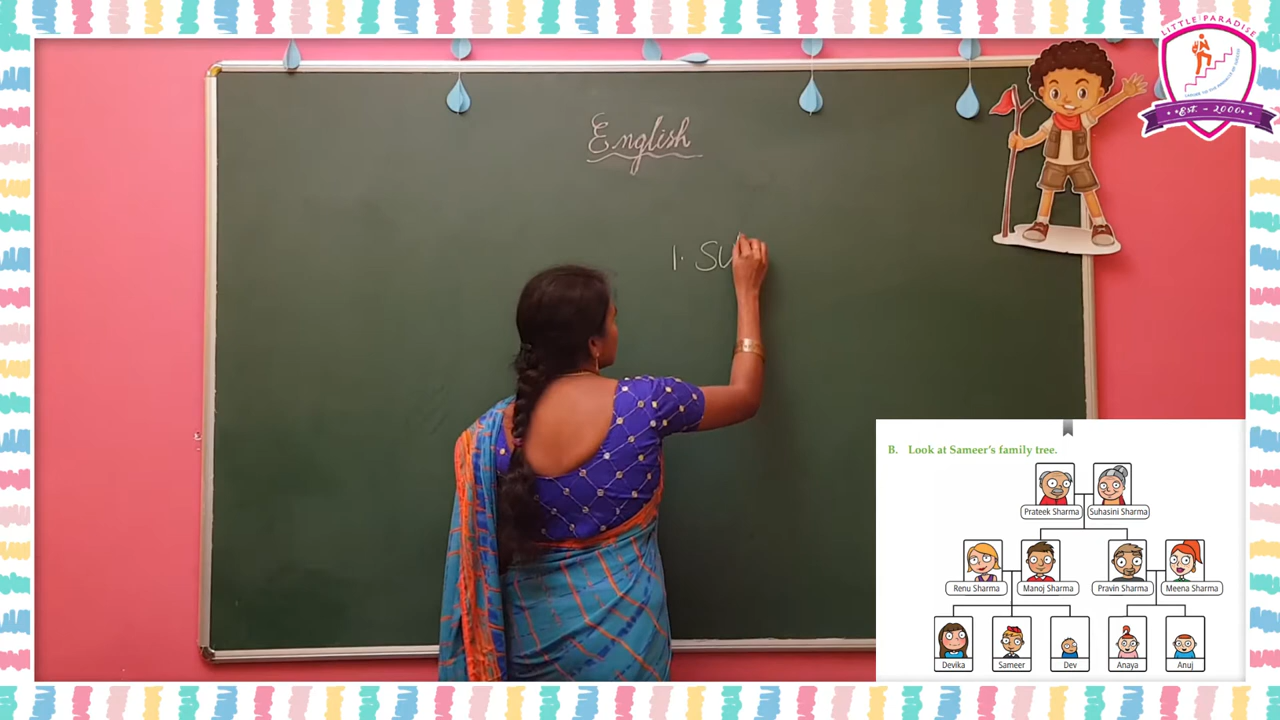 LITTLE PARADISE
Est. - 2000
English
1. SU
B. Look at Sameer's family tree.
Prateek Sharma
Suhasini Sharma
Renu Sharma
Manoj Sharma
Pravin Sharma
Meena Sharma
Devika
Sameer
Dev
Anaya
Anuj